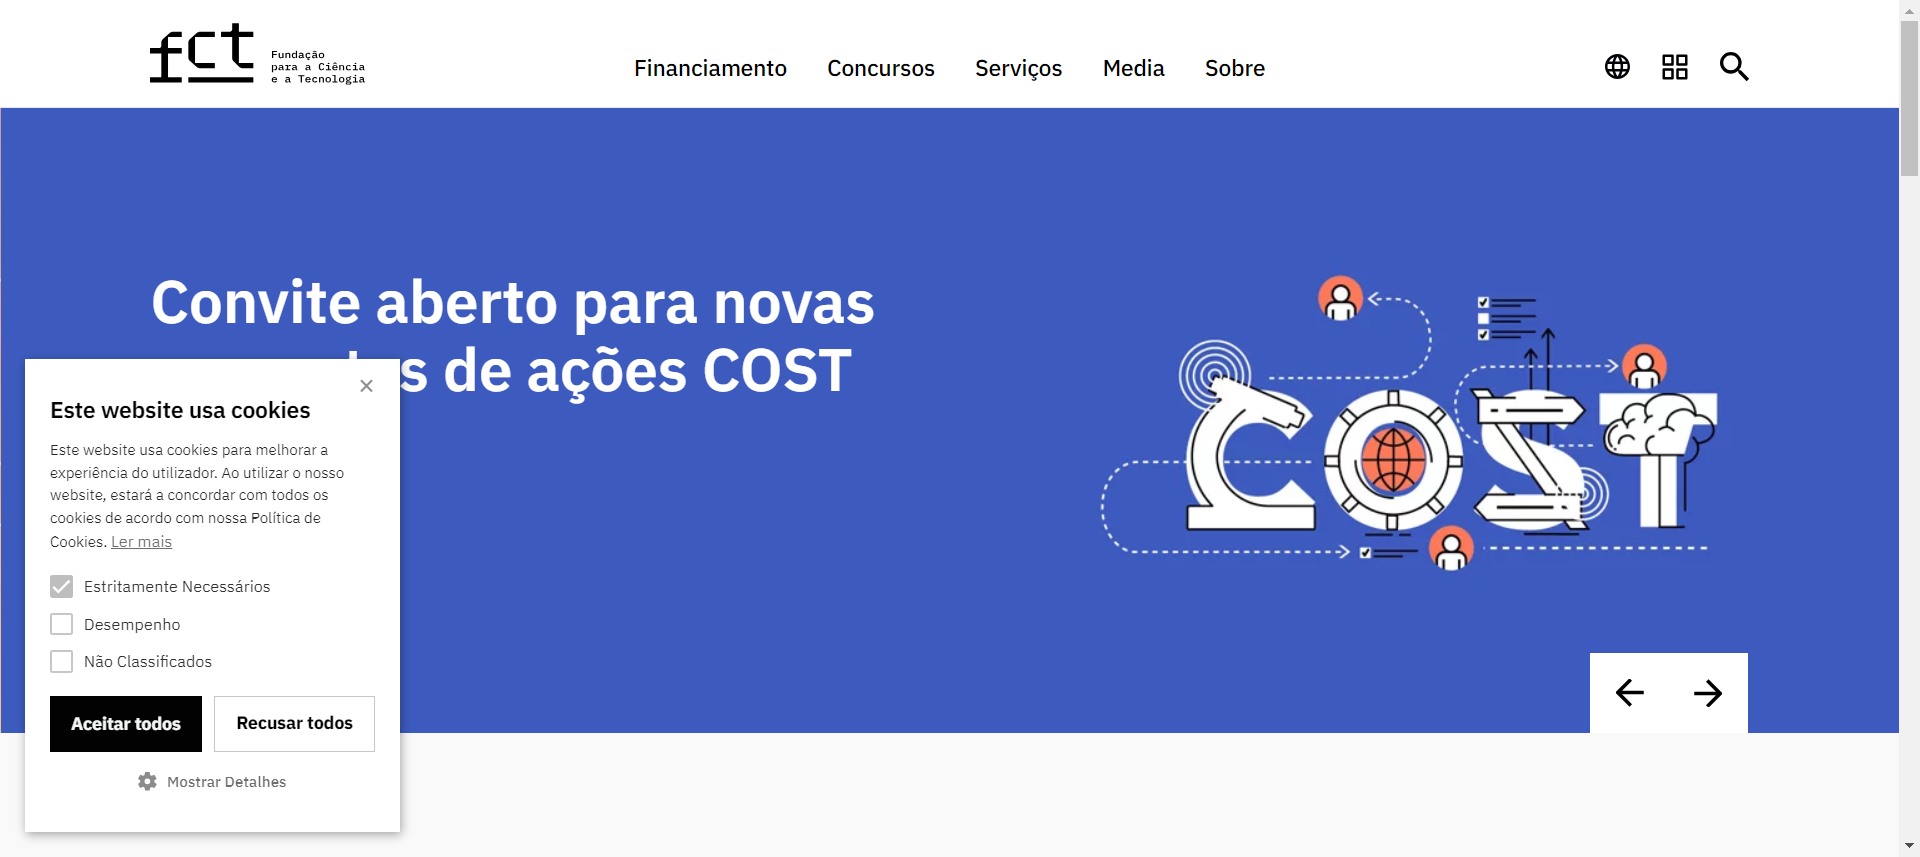 fct
Fundação
para a Ciência
e a Tecnologia
Financiamento
Concursos
Serviços
Media
Sobre
Convite aberto para novas
de ações COST
COST
×
Este website usa cookies
Este website usa cookies para melhorar a
experiência do utilizador. Ao utilizar o nosso
website, estará a concordar com todos os
cookies de acordo com nossa Política de
Cookies. Ler mais
Estritamente Necessários
Desempenho
Não Classificados
Aceitar todos
Recusar todos
Mostrar Detalhes